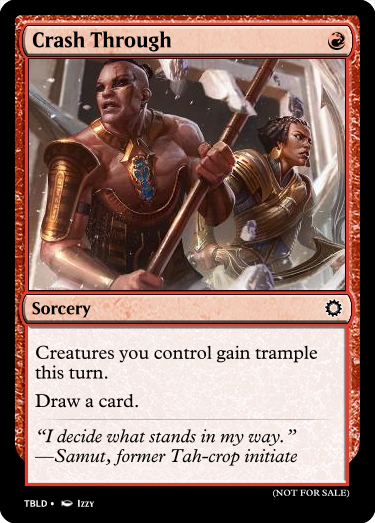 Crash Through
Sorcery
Creatures you control gain trample
this turn.
Draw a card.
“I decide what stands in my way.”
—Samut, former Tah-crop initiate
(NOT FOR SALE)
TBLD • Izzy